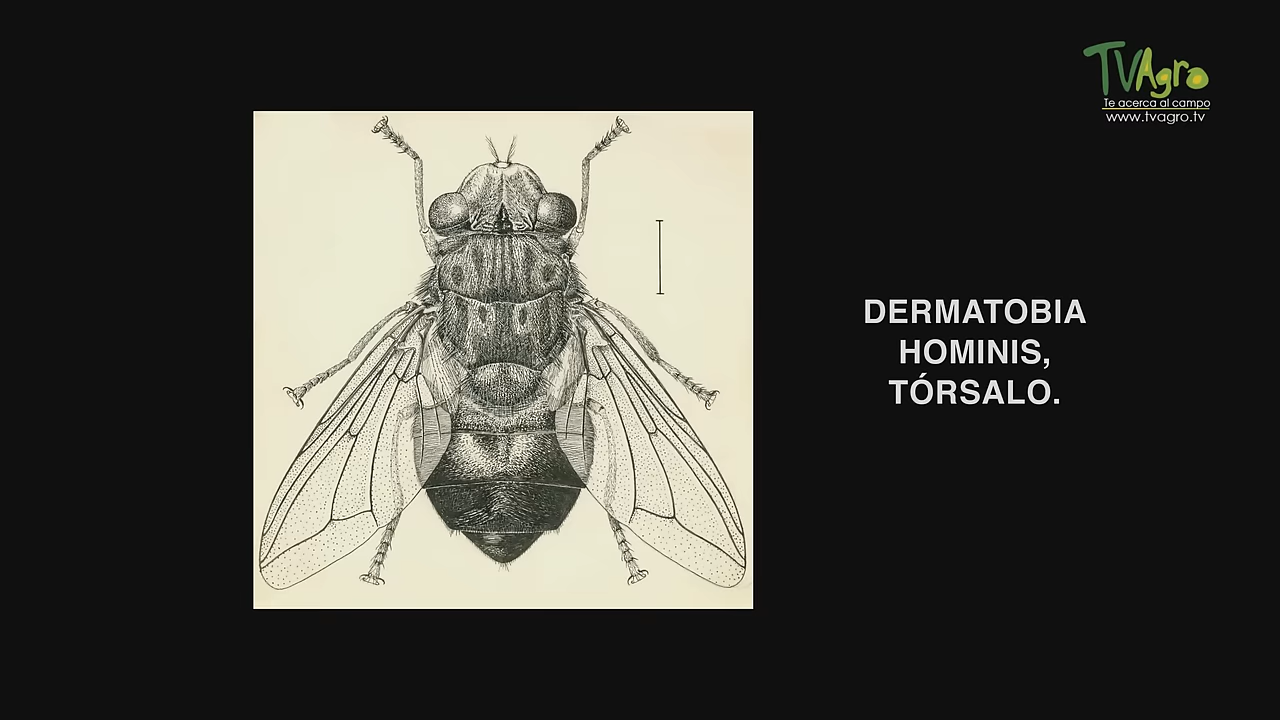 TVAgro
Te acerca al campo
www.tvagro.tv
DERMATOBIA
HOMINIS,
TÓRSALO.